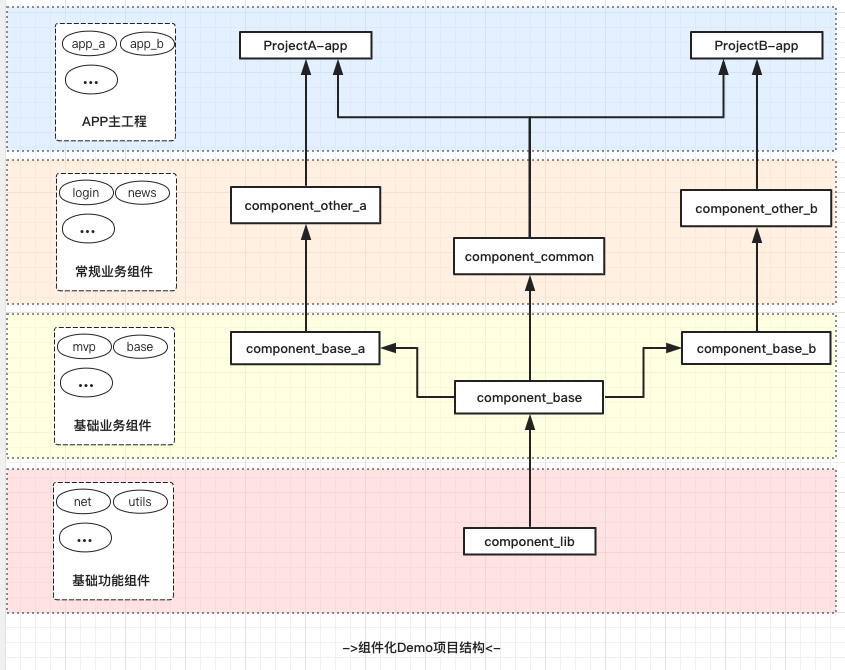 app_a
app_b
...
APP主工程
ProjectA-app
ProjectB-app
login
news
...
常规业务组件
component_other_a
component_common
component_other_b
mvp
base
...
基础业务组件
component_base_a
component_base
component_base_b
net
utils
...
基础功能组件
component_lib
->组件化Demo项目结构<-